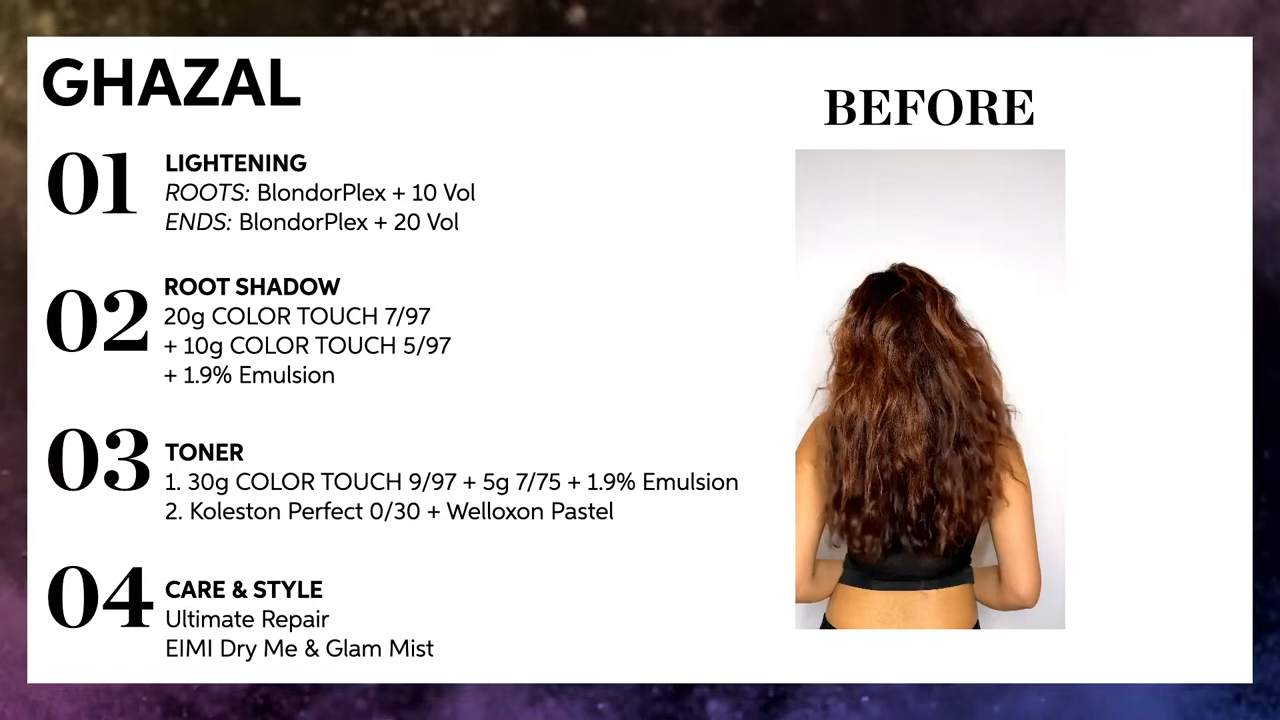 GHAZAL
01
LIGHTENING
ROOTS: BlondorPlex + 10 Vol
ENDS: BlondorPlex + 20 Vol
02
ROOT SHADOW
20g COLOR TOUCH 7/97
+ 10g COLOR TOUCH 5/97
+ 1.9% Emulsion
03
TONER
1. 30g COLOR TOUCH 9/97 + 5g 7/75 + 1.9% Emulsion
2. Koleston Perfect 0/30 + Welloxon Pastel
04
CARE & STYLE
Ultimate Repair
EIMI Dry Me & Glam Mist
BEFORE